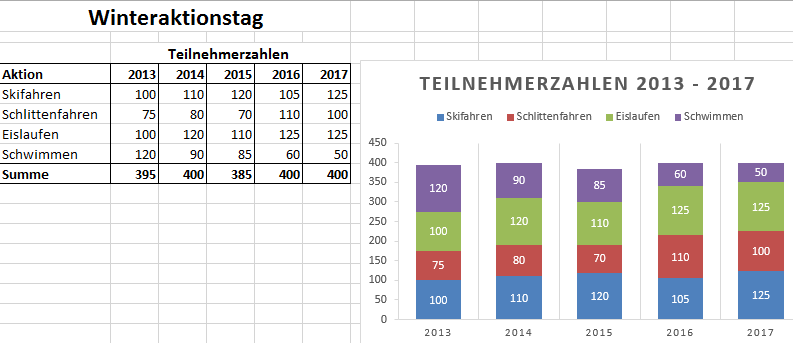 Winteraktionstag
Teilnehmerzahlen
Aktion 2013 2014 2015 2016 2017
Skifahren 100 110 120 105 125
Schlittenfahren 75 80 70 110 100
Eislaufen 100 120 110 125 125
Schwimmen 120 90 85 60 50
Summe 395 400 385 400 400
TEILNEHMERZAHLEN 2013 - 2017
Skifahren Schlittenfahren Eislaufen Schwimmen
450
400
350
300
250
200
150
100
50
0
120 90 85 60 50
100 120 110 125 125
75 80 70 110 100
100 110 120 105 125
2013 2014 2015 2016 2017